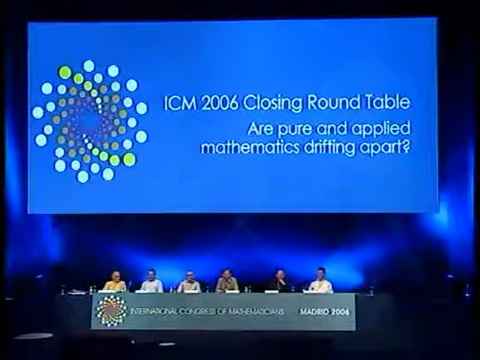 ICM 2006 Closing Round Table
Are pure and applied
mathematics drifting apart?
INTERNATIONAL CONGRESS OF MATHEMATICIANS MADRID 2006